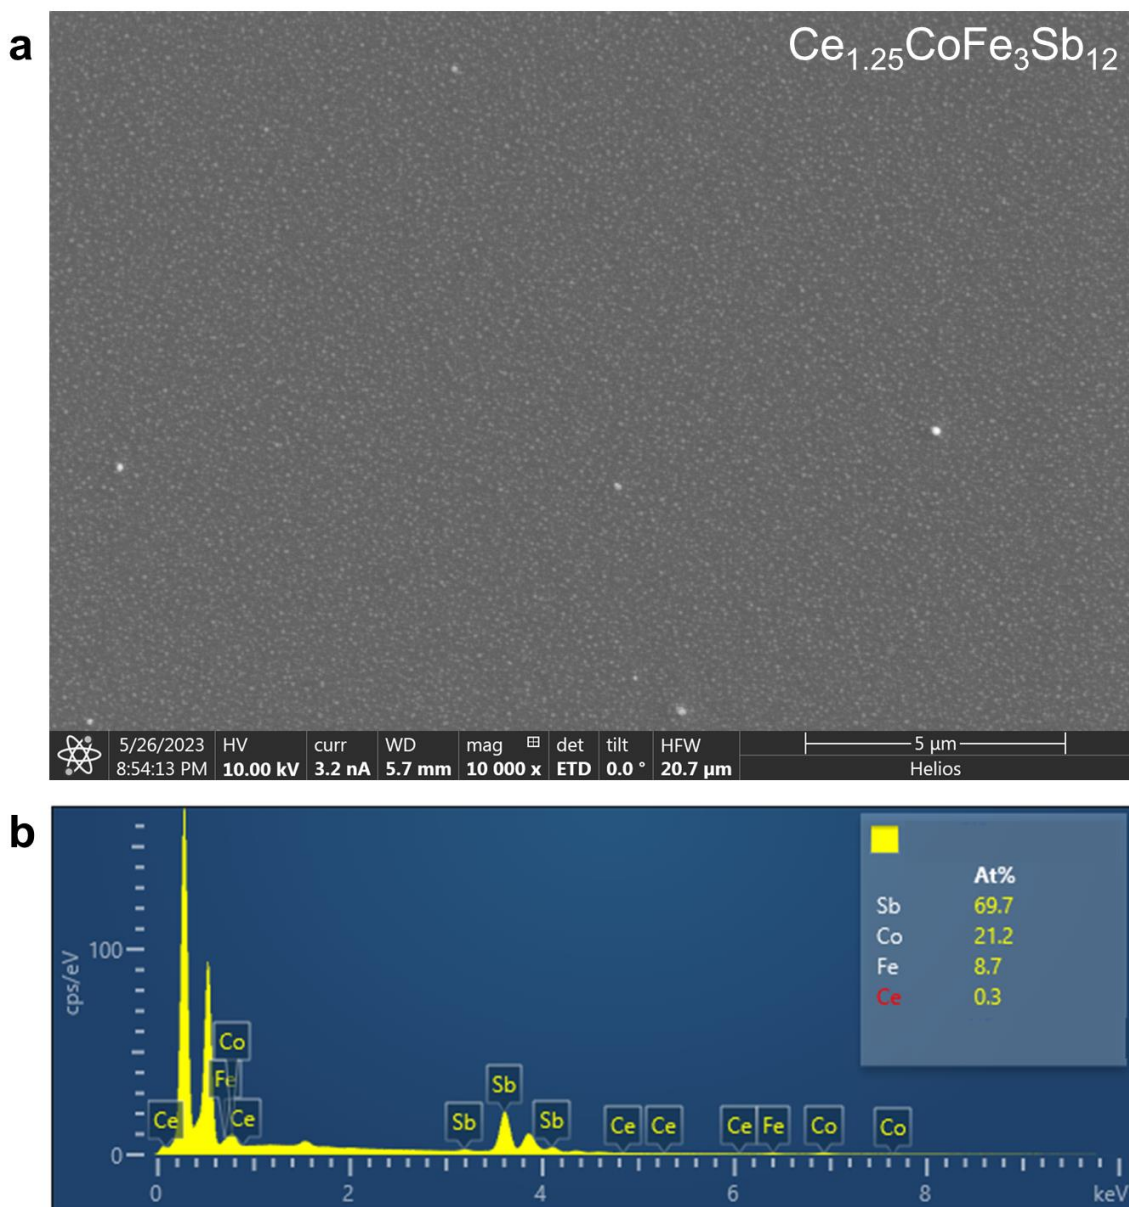 a
Ce1.25CoFe3Sb12
5/26/2023
8:54:13 PM
HV
10.00 kV
curr
3.2 nA
WD
5.7 mm
mag
10 000 x
det
ETD
tilt
0.0 °
HFW
20.7 µm
5 µm
Helios
b
At%
Sb 69.7
Co 21.2
Fe 8.7
Ce 0.3
100
cps/eV
0
Co
Fe
Ce
Ce
Sb
Sb
Sb
Ce
Ce
Ce
Fe
Co
Co
0 2 4 6 8 keV